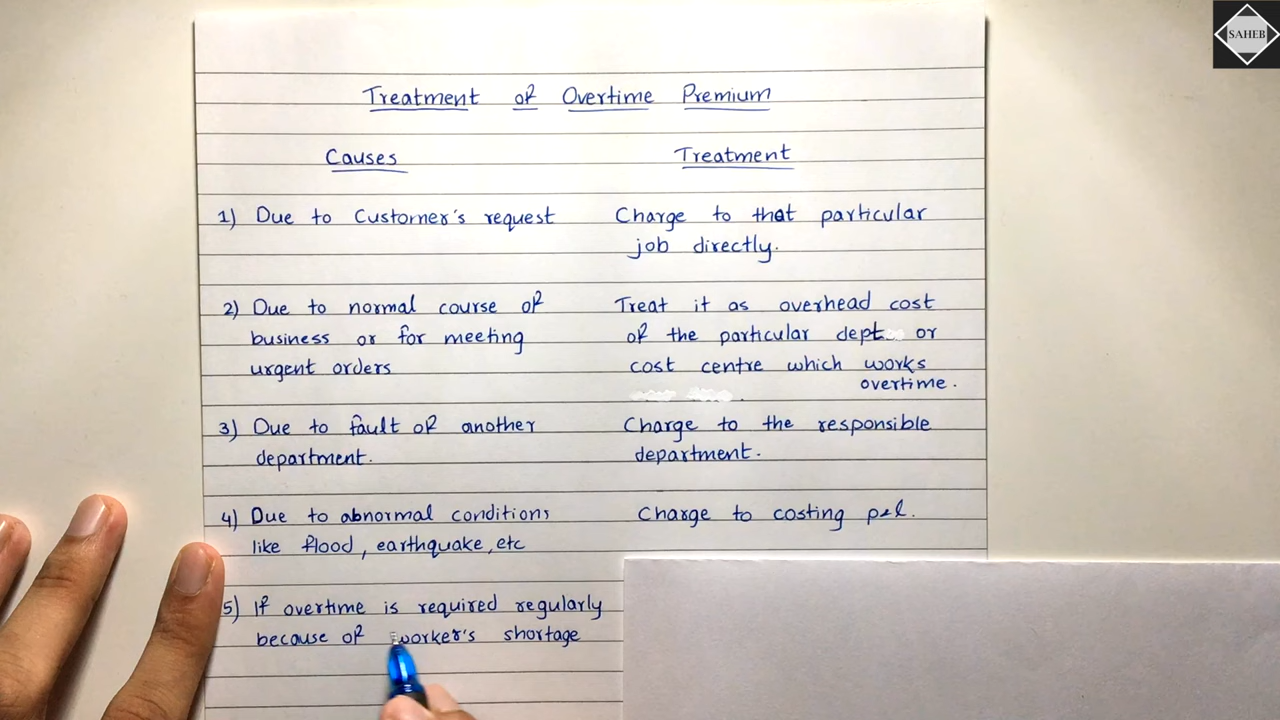 SAHEB
Treatment of Overtime Premium
Causes
Treatment
1) Due to Customer's request
Charge to that particular
job directly.
2) Due to normal course of
business or for meeting
urgent orders
Treat it as overhead cost
of the particular dept or
cost centre which works
overtime.
3) Due to fault of another
department.
Charge to the responsible
department.
4) Due to abnormal conditions
like flood, earthquake, etc
Charge to costing p&l.
5) If overtime is required regularly
because of worker's shortage